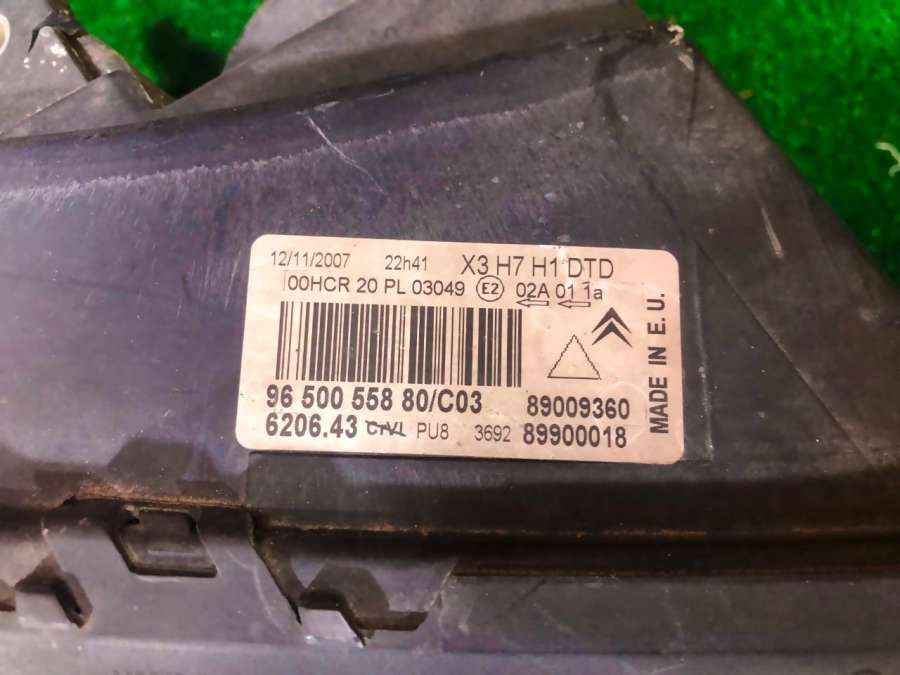 12/11/2007 22h41 X3 H7 H1 DTD
00HCR 20 PL 03049 E2 02A 01 1a
96 500 558 80/C03 89009360
6206.43 CTVL PU8 3692 89900018
MADE IN E. U.